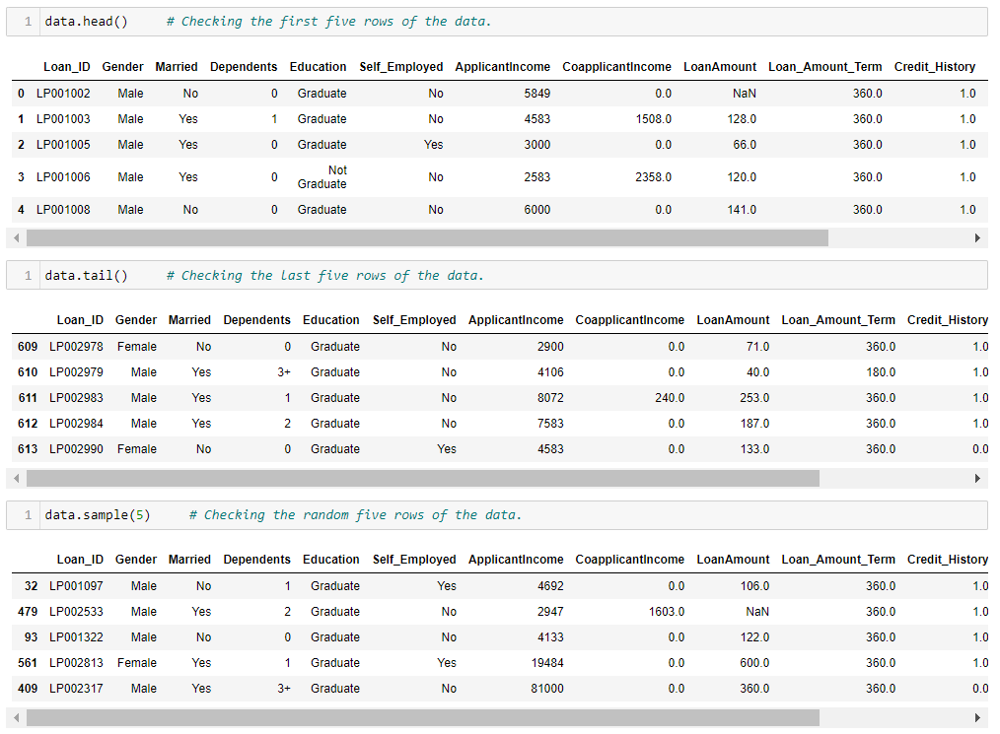 1 data.head() # Checking the first five rows of the data.
Loan_ID Gender Married Dependents Education Self_Employed ApplicantIncome CoapplicantIncome LoanAmount Loan_Amount_Term Credit_History
0 LP001002 Male No 0 Graduate No 5849 0.0 NaN 360.0 1.0
1 LP001003 Male Yes 1 Graduate No 4583 1508.0 128.0 360.0 1.0
2 LP001005 Male Yes 0 Graduate Yes 3000 0.0 66.0 360.0 1.0
3 LP001006 Male Yes 0 Not Graduate No 2583 2358.0 120.0 360.0 1.0
4 LP001008 Male No 0 Graduate No 6000 0.0 141.0 360.0 1.0
1 data.tail() # Checking the last five rows of the data.
Loan_ID Gender Married Dependents Education Self_Employed ApplicantIncome CoapplicantIncome LoanAmount Loan_Amount_Term Credit_History
609 LP002978 Female No 0 Graduate No 2900 0.0 71.0 360.0 1.0
610 LP002979 Male Yes 3+ Graduate No 4106 0.0 40.0 180.0 1.0
611 LP002983 Male Yes 1 Graduate No 8072 240.0 253.0 360.0 1.0
612 LP002984 Male Yes 2 Graduate No 7583 0.0 187.0 360.0 1.0
613 LP002990 Female No 0 Graduate Yes 4583 0.0 133.0 360.0 0.0
1 data.sample(5) # Checking the random five rows of the data.
Loan_ID Gender Married Dependents Education Self_Employed ApplicantIncome CoapplicantIncome LoanAmount Loan_Amount_Term Credit_History
32 LP001097 Male No 1 Graduate Yes 4692 0.0 106.0 360.0 1.0
479 LP002533 Male Yes 2 Graduate No 2947 1603.0 NaN 360.0 1.0
93 LP001322 Male No 0 Graduate No 4133 0.0 122.0 360.0 1.0
561 LP002813 Female Yes 1 Graduate Yes 19484 0.0 600.0 360.0 1.0
409 LP002317 Male Yes 3+ Graduate No 81000 0.0 360.0 360.0 0.0